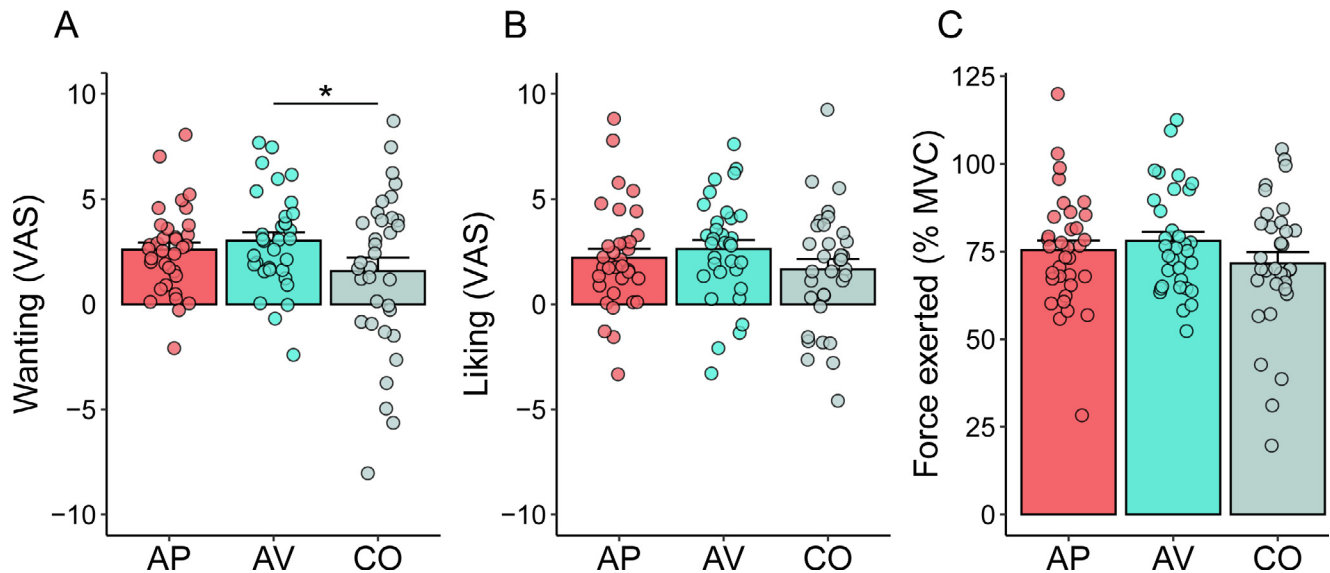 A
Wanting (VAS)
10
5
0
−5
−10
*
AP
AV
CO
B
Liking (VAS)
10
5
0
−5
−10
AP
AV
CO
C
Force exerted (% MVC)
125
100
75
50
25
0
AP
AV
CO